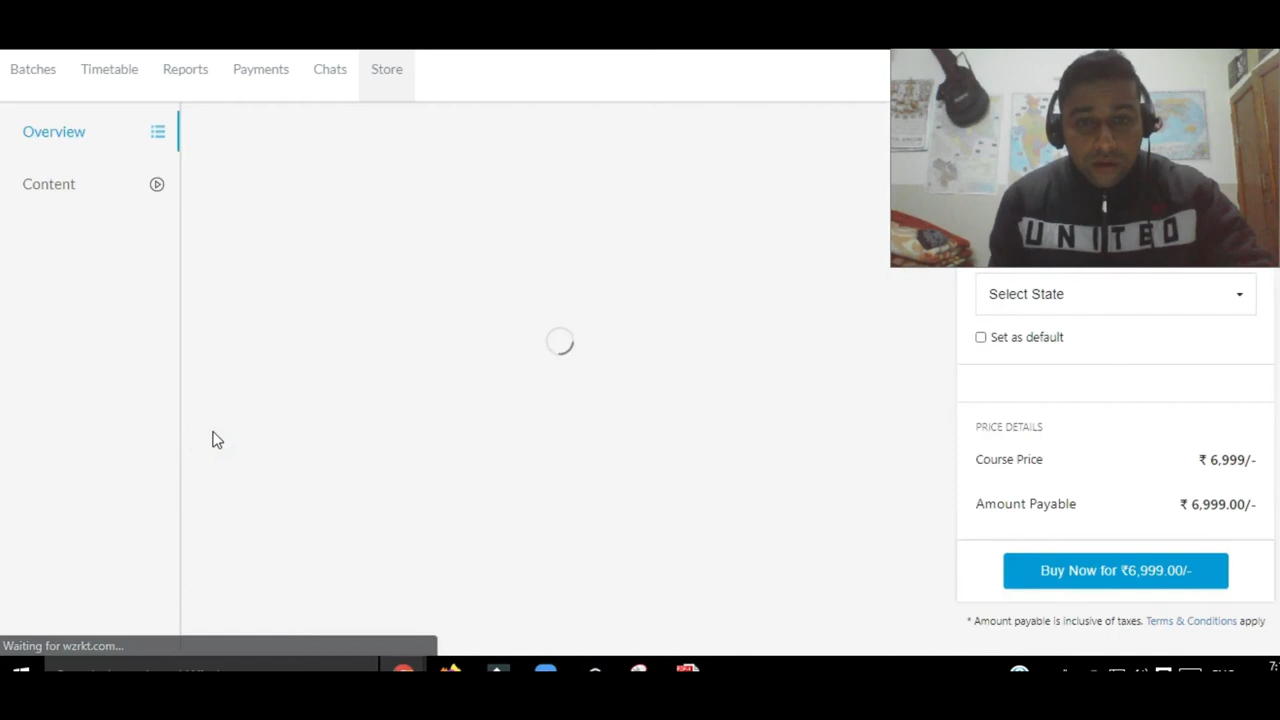 Batches Timetable Reports Payments Chats Store
Overview
Content
UNITED
Select State
Set as default
PRICE DETAILS
Course Price ₹ 6,999/-
Amount Payable ₹ 6,999.00/-
Buy Now for ₹6,999.00/-
* Amount payable is inclusive of taxes. Terms & Conditions apply
Waiting for wzrkt.com...